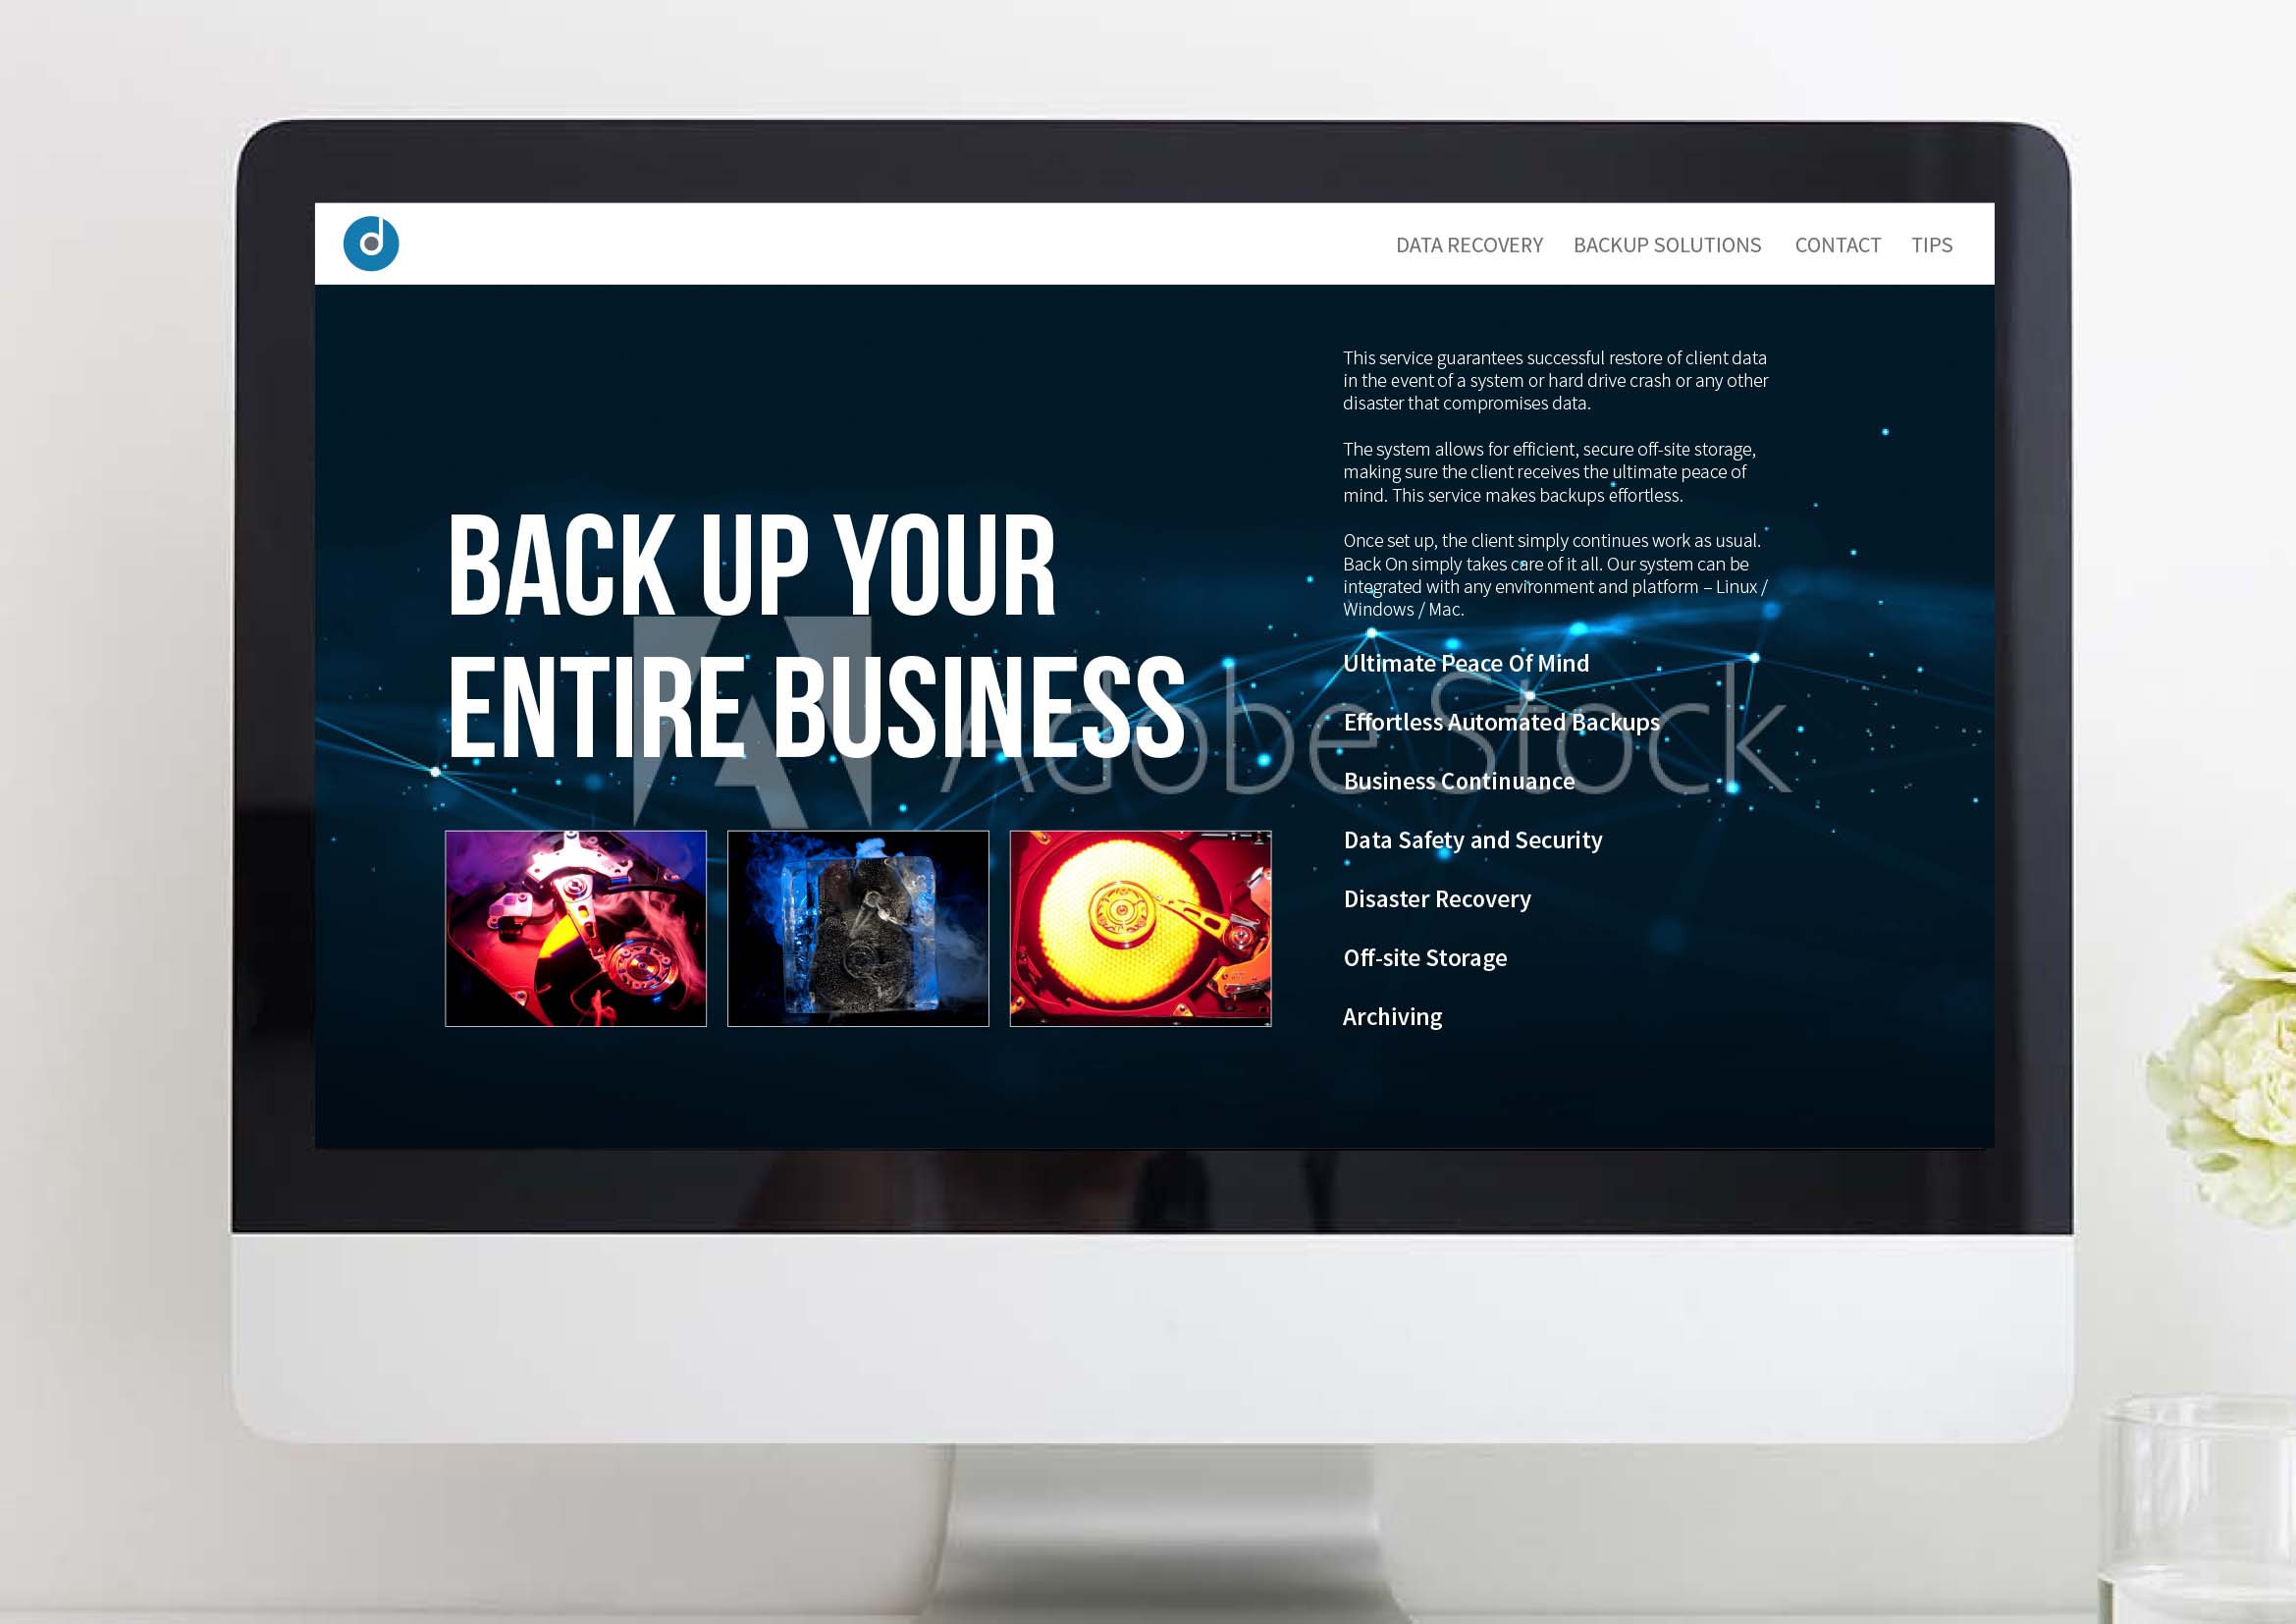 d
DATA RECOVERY BACKUP SOLUTIONS CONTACT TIPS
BACK UP YOUR
ENTIRE BUSINESS
Adobe Stock
This service guarantees successful restore of client data
in the event of a system or hard drive crash or any other
disaster that compromises data.
The system allows for efficient, secure off-site storage,
making sure the client receives the ultimate peace of
mind. This service makes backups effortless.
Once set up, the client simply continues work as usual.
Back On simply takes care of it all. Our system can be
integrated with any environment and platform – Linux /
Windows / Mac.
Ultimate Peace Of Mind
Effortless Automated Backups
Business Continuance
Data Safety and Security
Disaster Recovery
Off-site Storage
Archiving